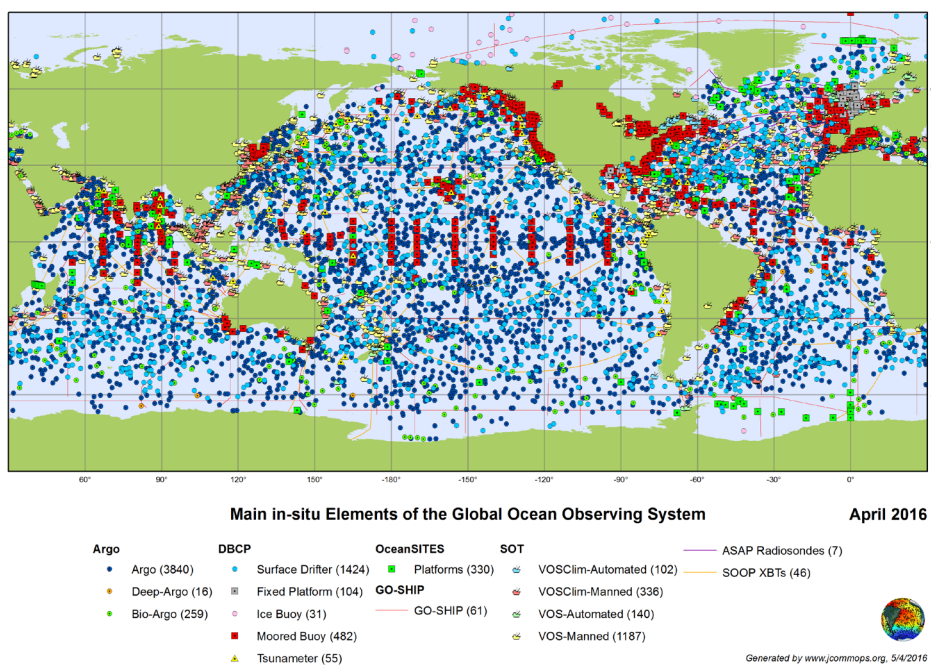 60° 90° 120° 150° -180° -150° -120° -90° -60° -30° 0°
Main in-situ Elements of the Global Ocean Observing System April 2016
Argo
Argo (3840)
Deep-Argo (16)
Bio-Argo (259)
DBCP
Surface Drifter (1424)
Fixed Platform (104)
Ice Buoy (31)
Moored Buoy (482)
Tsunameter (55)
OceanSITES
Platforms (330)
GO-SHIP
GO-SHIP (61)
SOT
VOSClim-Automated (102)
VOSClim-Manned (336)
VOS-Automated (140)
VOS-Manned (1187)
ASAP Radiosondes (7)
SOOP XBTs (46)
Generated by www.jcommops.org, 5/4/2016